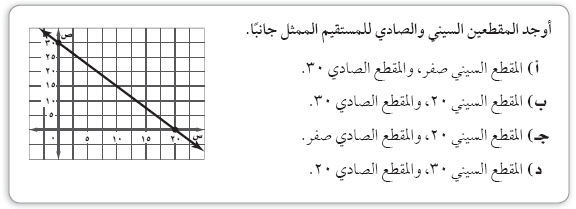 أوجد المقطعين السيني والصادي للمستقيم الممثل جانبًا.
أ) المقطع السيني صفر، والمقطع الصادي ٣٠.
ب) المقطع السيني ٢٠، والمقطع الصادي ٣٠.
جـ) المقطع السيني ٢٠، والمقطع الصادي صفر.
د) المقطع السيني ٣٠، والمقطع الصادي ٢٠.
ص
٣٠
٢٥
٢٠
١٥
١٠
٥
٠ ٥ ١٠ ١٥ ٢٠ س